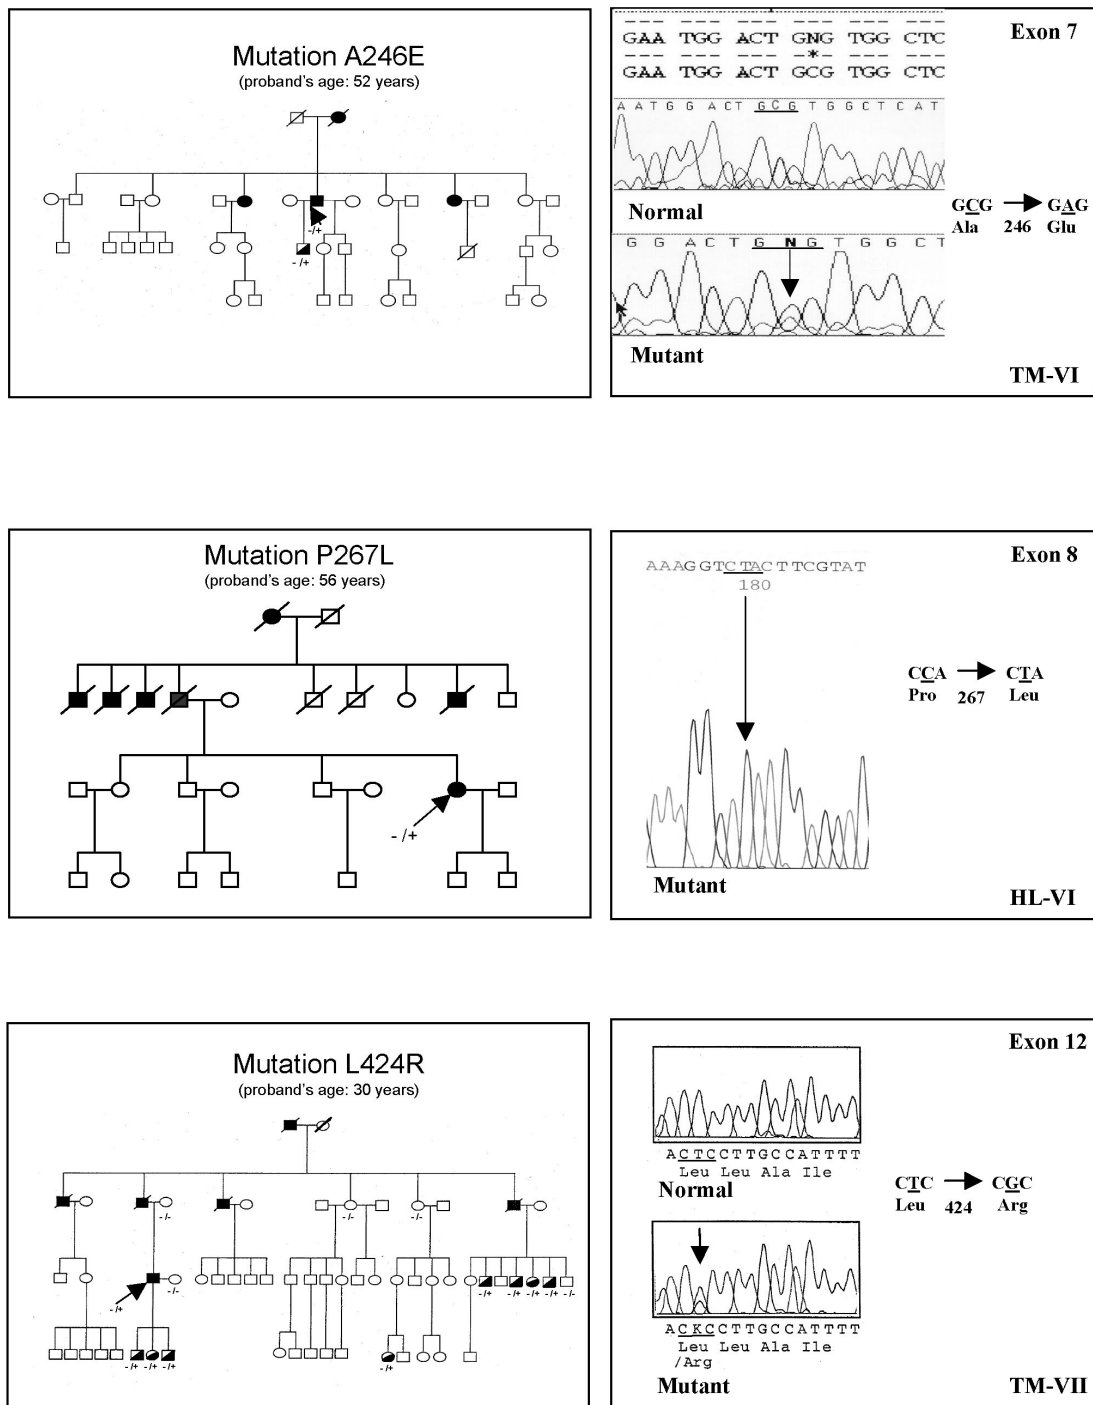 Mutation A246E
(proband's age: 52 years)
-/+
-/+
Exon 7
GAA TGG ACT GNG TGG CTC
*
GAA TGG ACT GCG TGG CTC
A A T G G A C T G C G T G G C T C A T
Normal
G G A C T G N G T G G C T
Mutant
GCG GAG
Ala 246 Glu
TM-VI
Mutation P267L
(proband's age: 56 years)
- /+
Exon 8
AAAGGTCTACTTCGTAT
180
CCA CTA
Pro 267 Leu
Mutant
HL-VI
Mutation L424R
(proband's age: 30 years)
-/-
-/-
-/-
-/+
-/-
-/+ -/+ -/+ -/+ -/-
-/+ -/+ -/+
-/+
Exon 12
ACTCCTTGCCATTTT
Leu Leu Ala Ile
Normal
CTC CGC
Leu 424 Arg
ACKCCTTGCCATTTT
Leu Leu Ala Ile
/Arg
Mutant
TM-VII